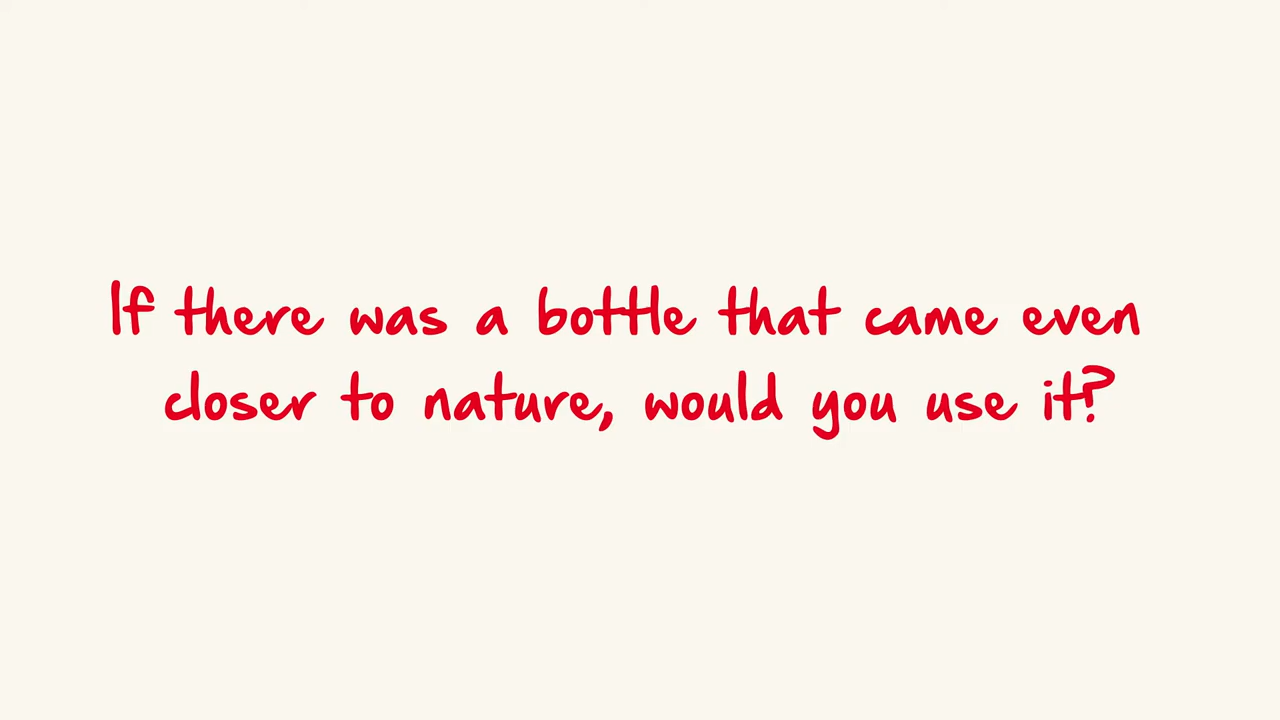 If there was a bottle that came even
closer to nature, would you use it?